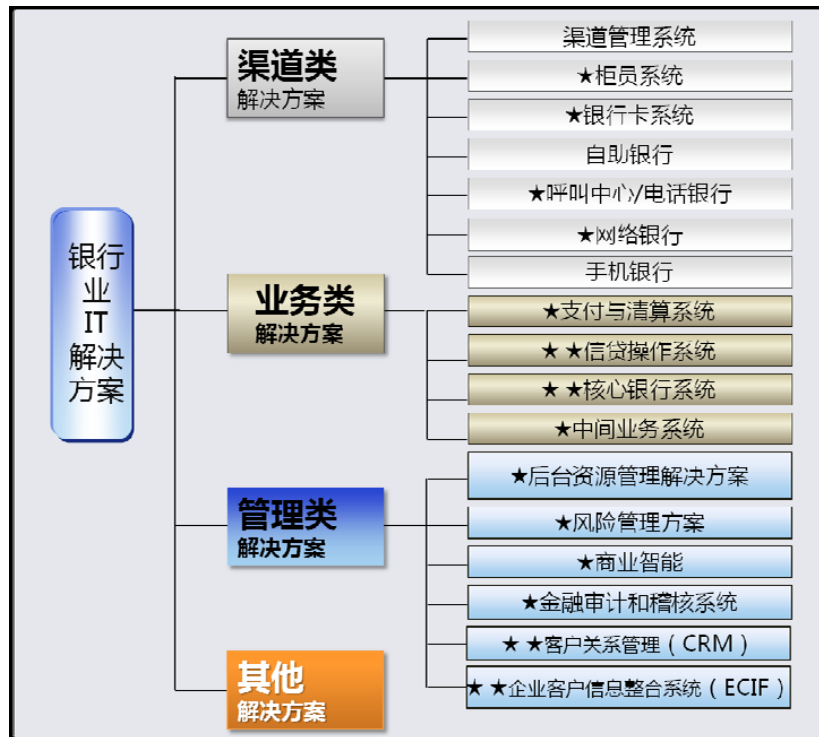 银行
业
IT
解决
方案
渠道类
解决方案
渠道管理系统
★柜员系统
★银行卡系统
自助银行
★呼叫中心/电话银行
★网络银行
手机银行
业务类
解决方案
★支付与清算系统
★ ★信贷操作系统
★ ★核心银行系统
★中间业务系统
管理类
解决方案
★后台资源管理解决方案
★风险管理方案
★商业智能
★金融审计和稽核系统
★ ★客户关系管理（CRM）
★ ★企业客户信息整合系统（ECIF）
其他
解决方案